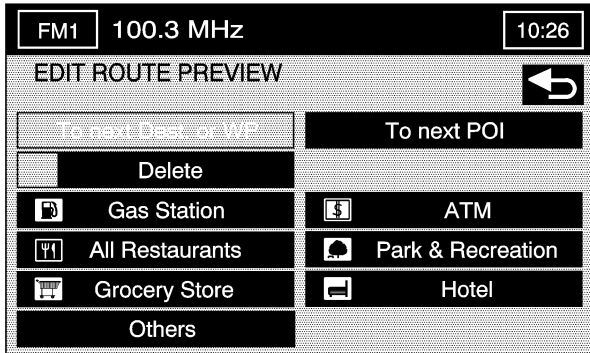 FM1 100.3 MHz 10:26
EDIT ROUTE PREVIEW
To next Dest. or WP To next POI
Delete
Gas Station $ ATM
All Restaurants Park & Recreation
Grocery Store Hotel
Others